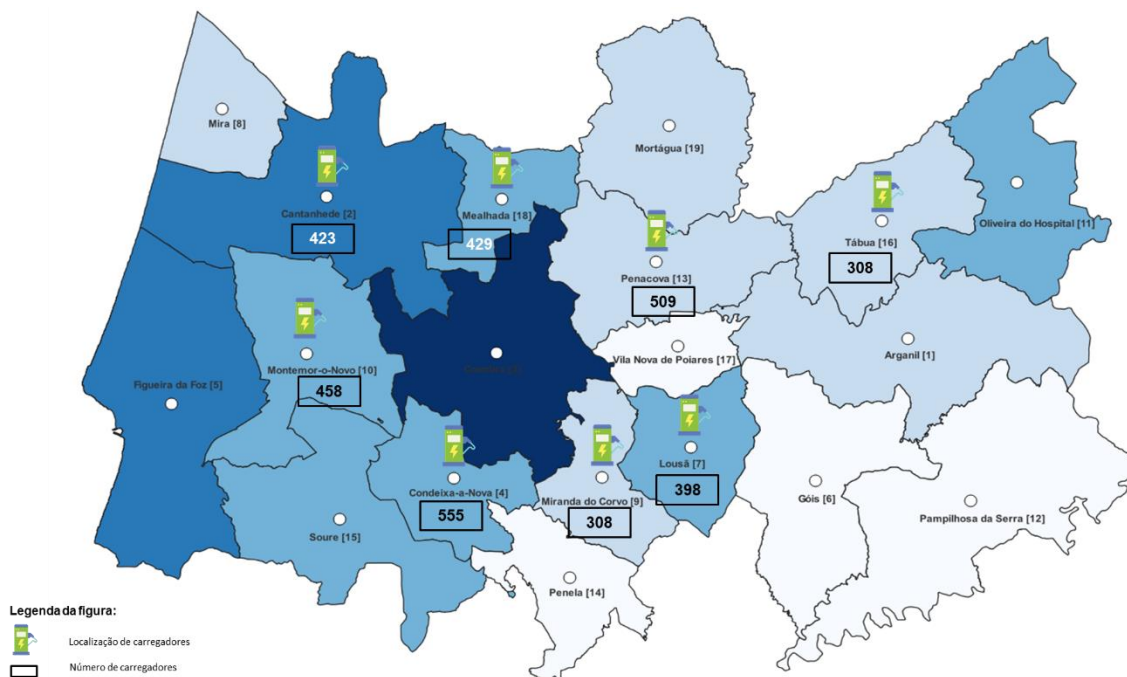 Mira [8]
Mortágua [19]
Cantanhede [2]
423
Mealhada [18]
429
Oliveira do Hospital [11]
Tábua [16]
308
Penacova [13]
509
Arganil [1]
Vila Nova de Poiares [17]
Montemor-o-Novo [10]
458
Figueira da Foz [5]
Lousã [7]
398
Condeixa-a-Nova [4]
555
Miranda do Corvo [9]
308
Góis [6]
Pampilhosa da Serra [12]
Soure [15]
Penela [14]
Legenda da figura:
Localização de carregadores
Número de carregadores